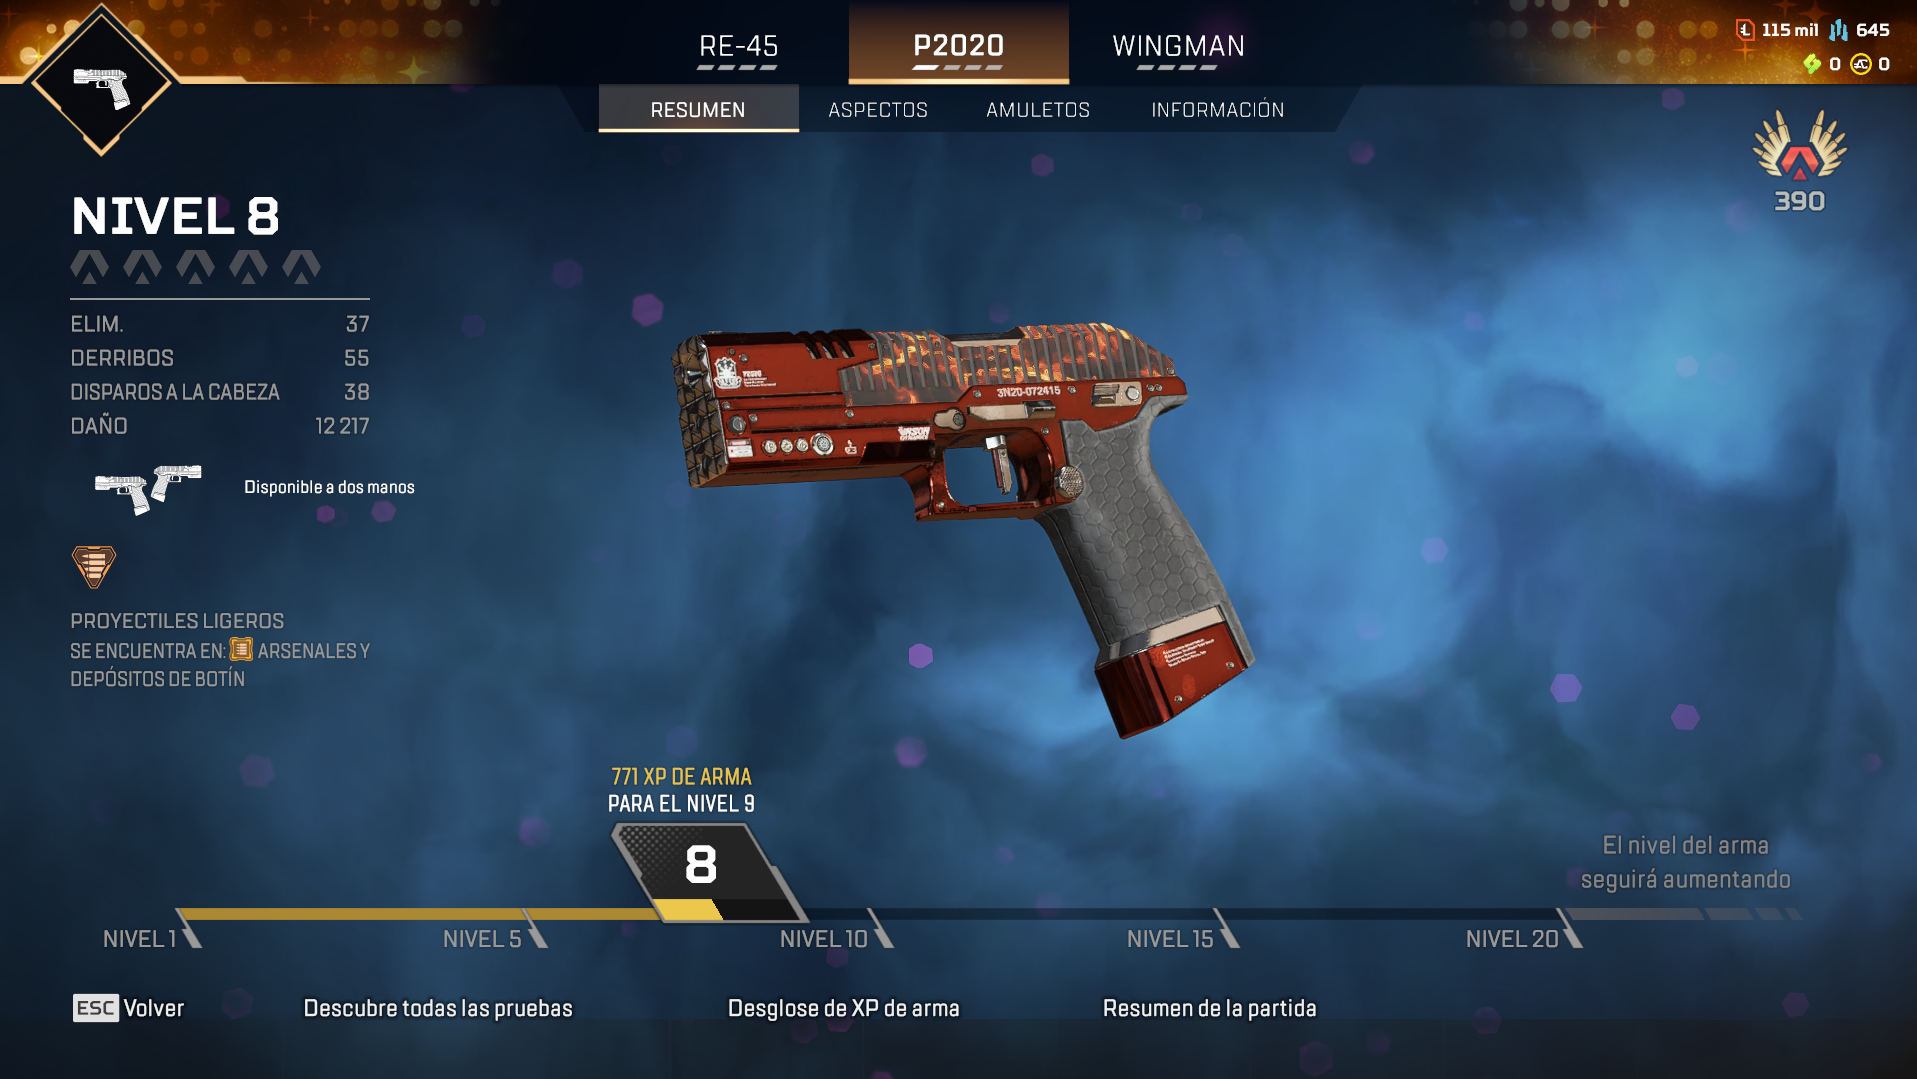 RE-45
P2020
WINGMAN
115 mil
645
0
0
RESUMEN
ASPECTOS
AMULETOS
INFORMACIÓN
390
NIVEL 8
ELIM. 37
DERRIBOS 55
DISPAROS A LA CABEZA 38
DAÑO 12 217
Disponible a dos manos
PROYECTILES LIGEROS
SE ENCUENTRA EN: ARSENALES Y
DEPÓSITOS DE BOTÍN
3N20-072415
771 XP DE ARMA
PARA EL NIVEL 9
8
El nivel del arma
seguirá aumentando
NIVEL 1
NIVEL 5
NIVEL 10
NIVEL 15
NIVEL 20
ESC Volver
Descubre todas las pruebas
Desglose de XP de arma
Resumen de la partida